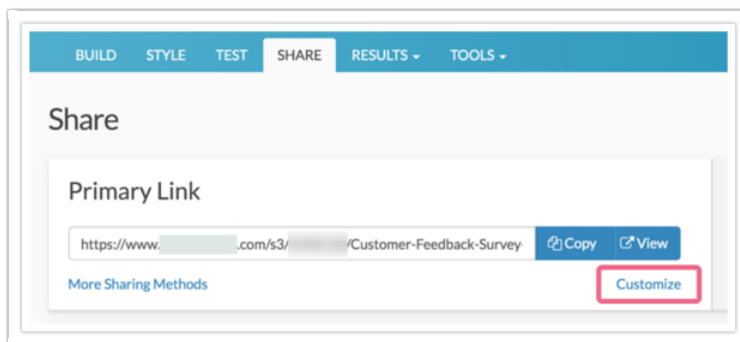 BUILD STYLE TEST SHARE RESULTS TOOLS
Share
Primary Link
https://www. .com/s3/ /Customer-Feedback-Survey- Copy View
More Sharing Methods Customize